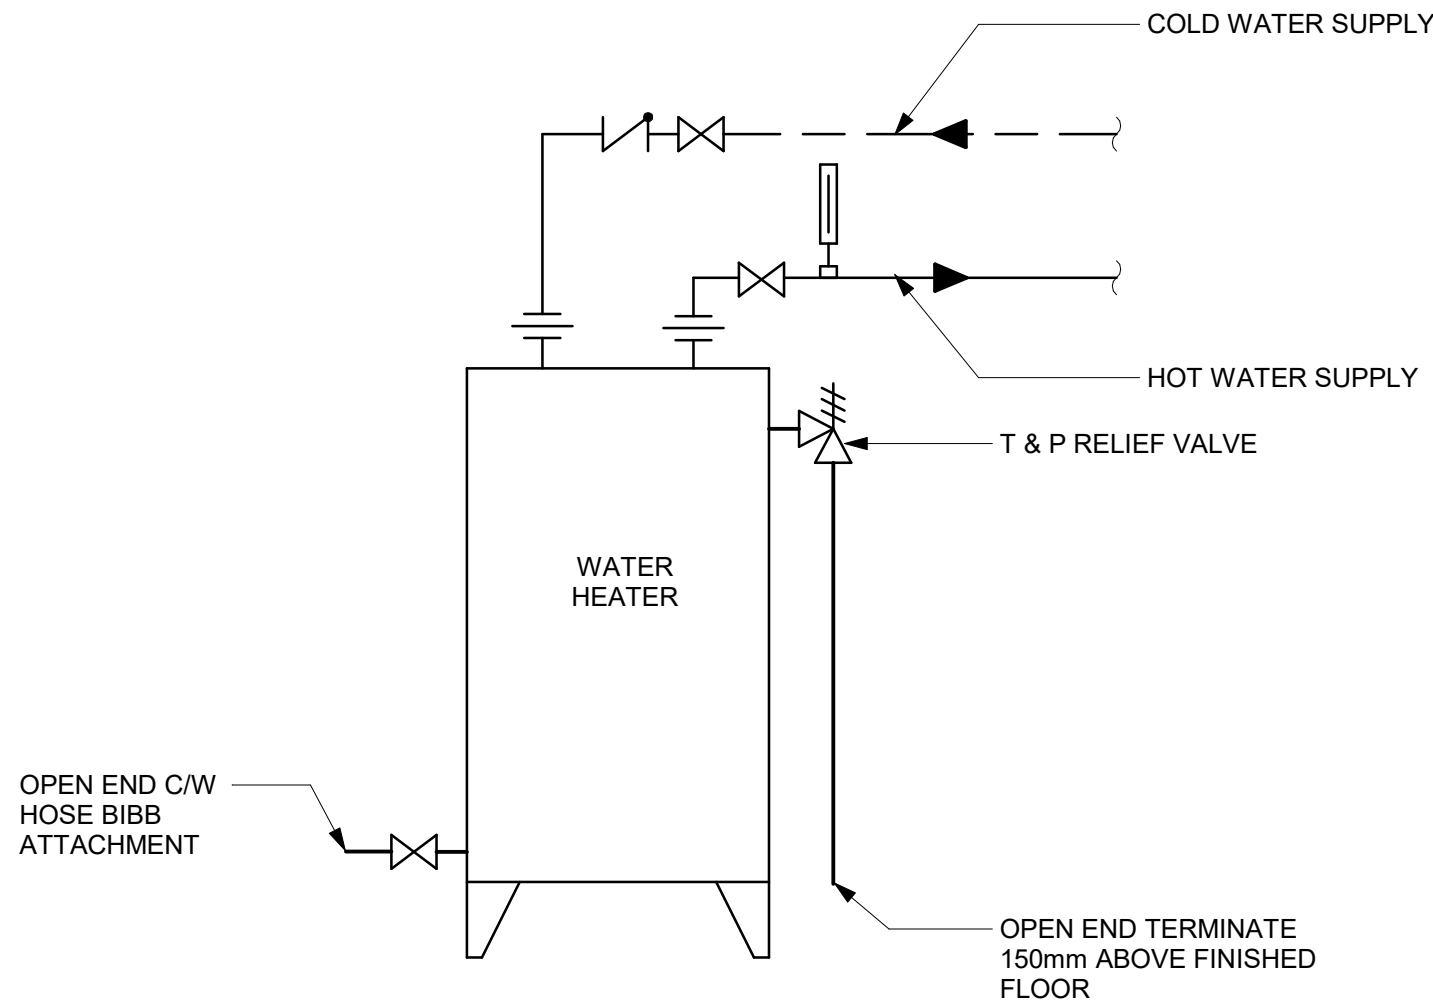 COLD WATER SUPPLY
HOT WATER SUPPLY
T & P RELIEF VALVE
WATER
HEATER
OPEN END C/W
HOSE BIBB
ATTACHMENT
OPEN END TERMINATE
150mm ABOVE FINISHED
FLOOR